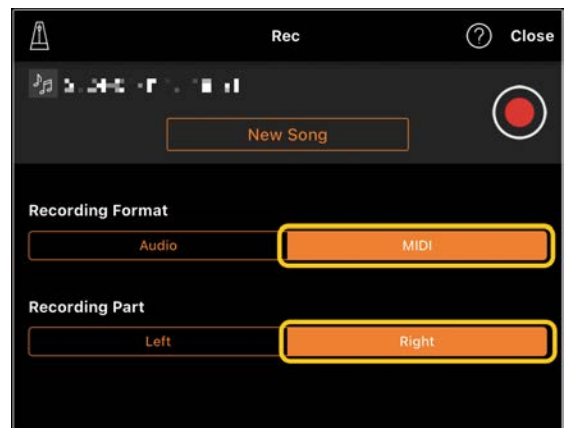 Rec
? Close
New Song
Recording Format
Audio MIDI
Recording Part
Left Right